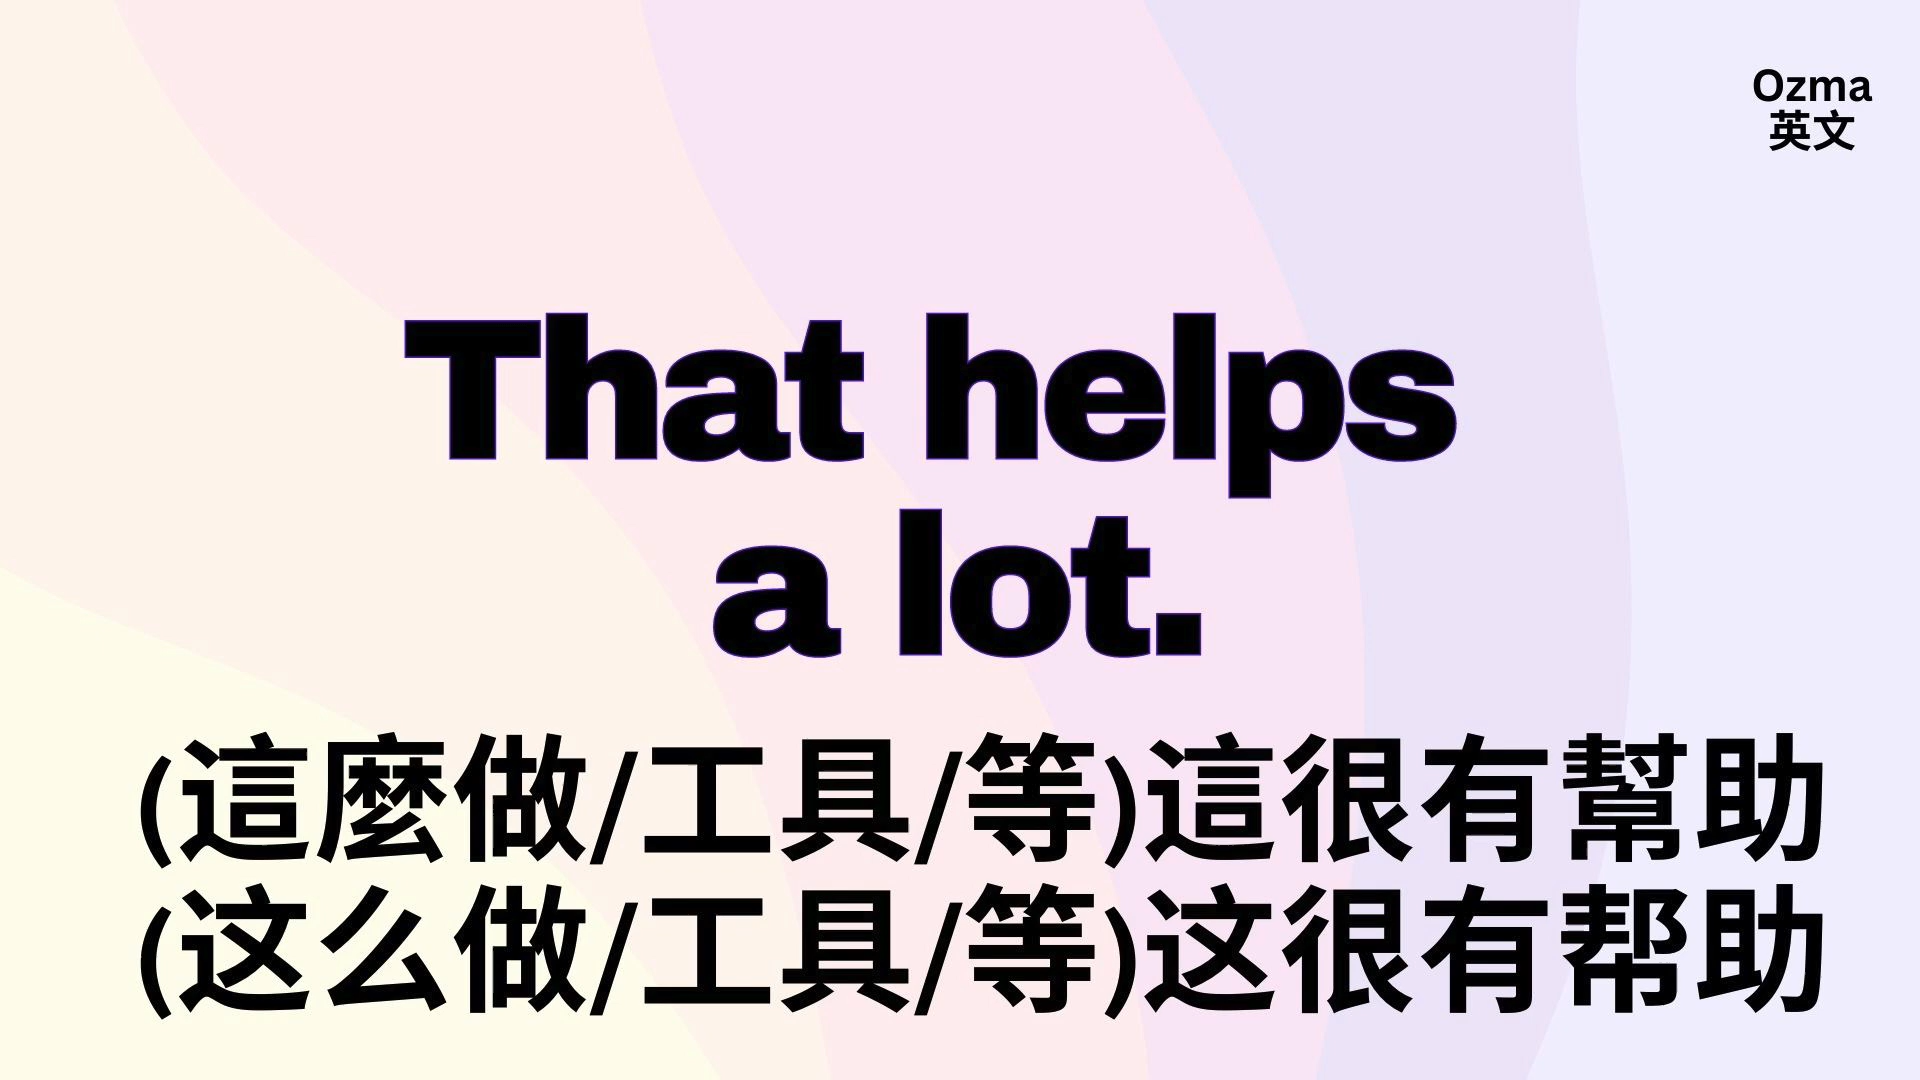 Ozma
英文
That helps
a lot.
(這麼做/工具/等)這很有幫助
(这么做/工具/等)这很有帮助